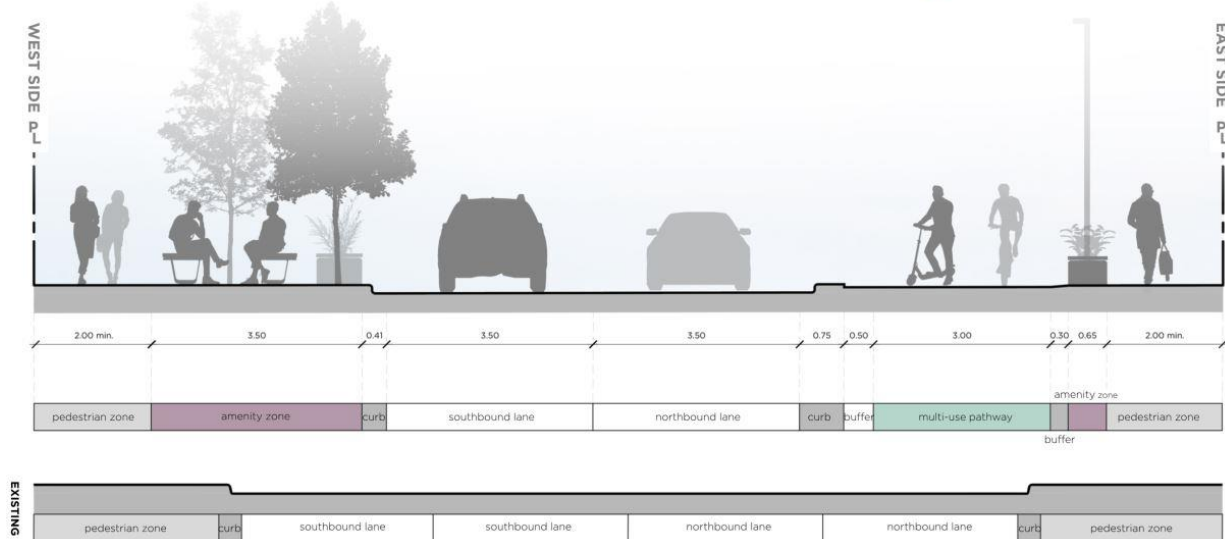 WEST SIDE PL
EAST SIDE PL
2.00 min. 3.50 0.41 3.50 3.50 0.75 0.50 3.00 0.30 0.65 2.00 min.
amenity zone
pedestrian zone amenity zone curb southbound lane northbound lane curb buffer multi-use pathway pedestrian zone
buffer
EXISTING
pedestrian zone curb southbound lane southbound lane northbound lane northbound lane curb pedestrian zone